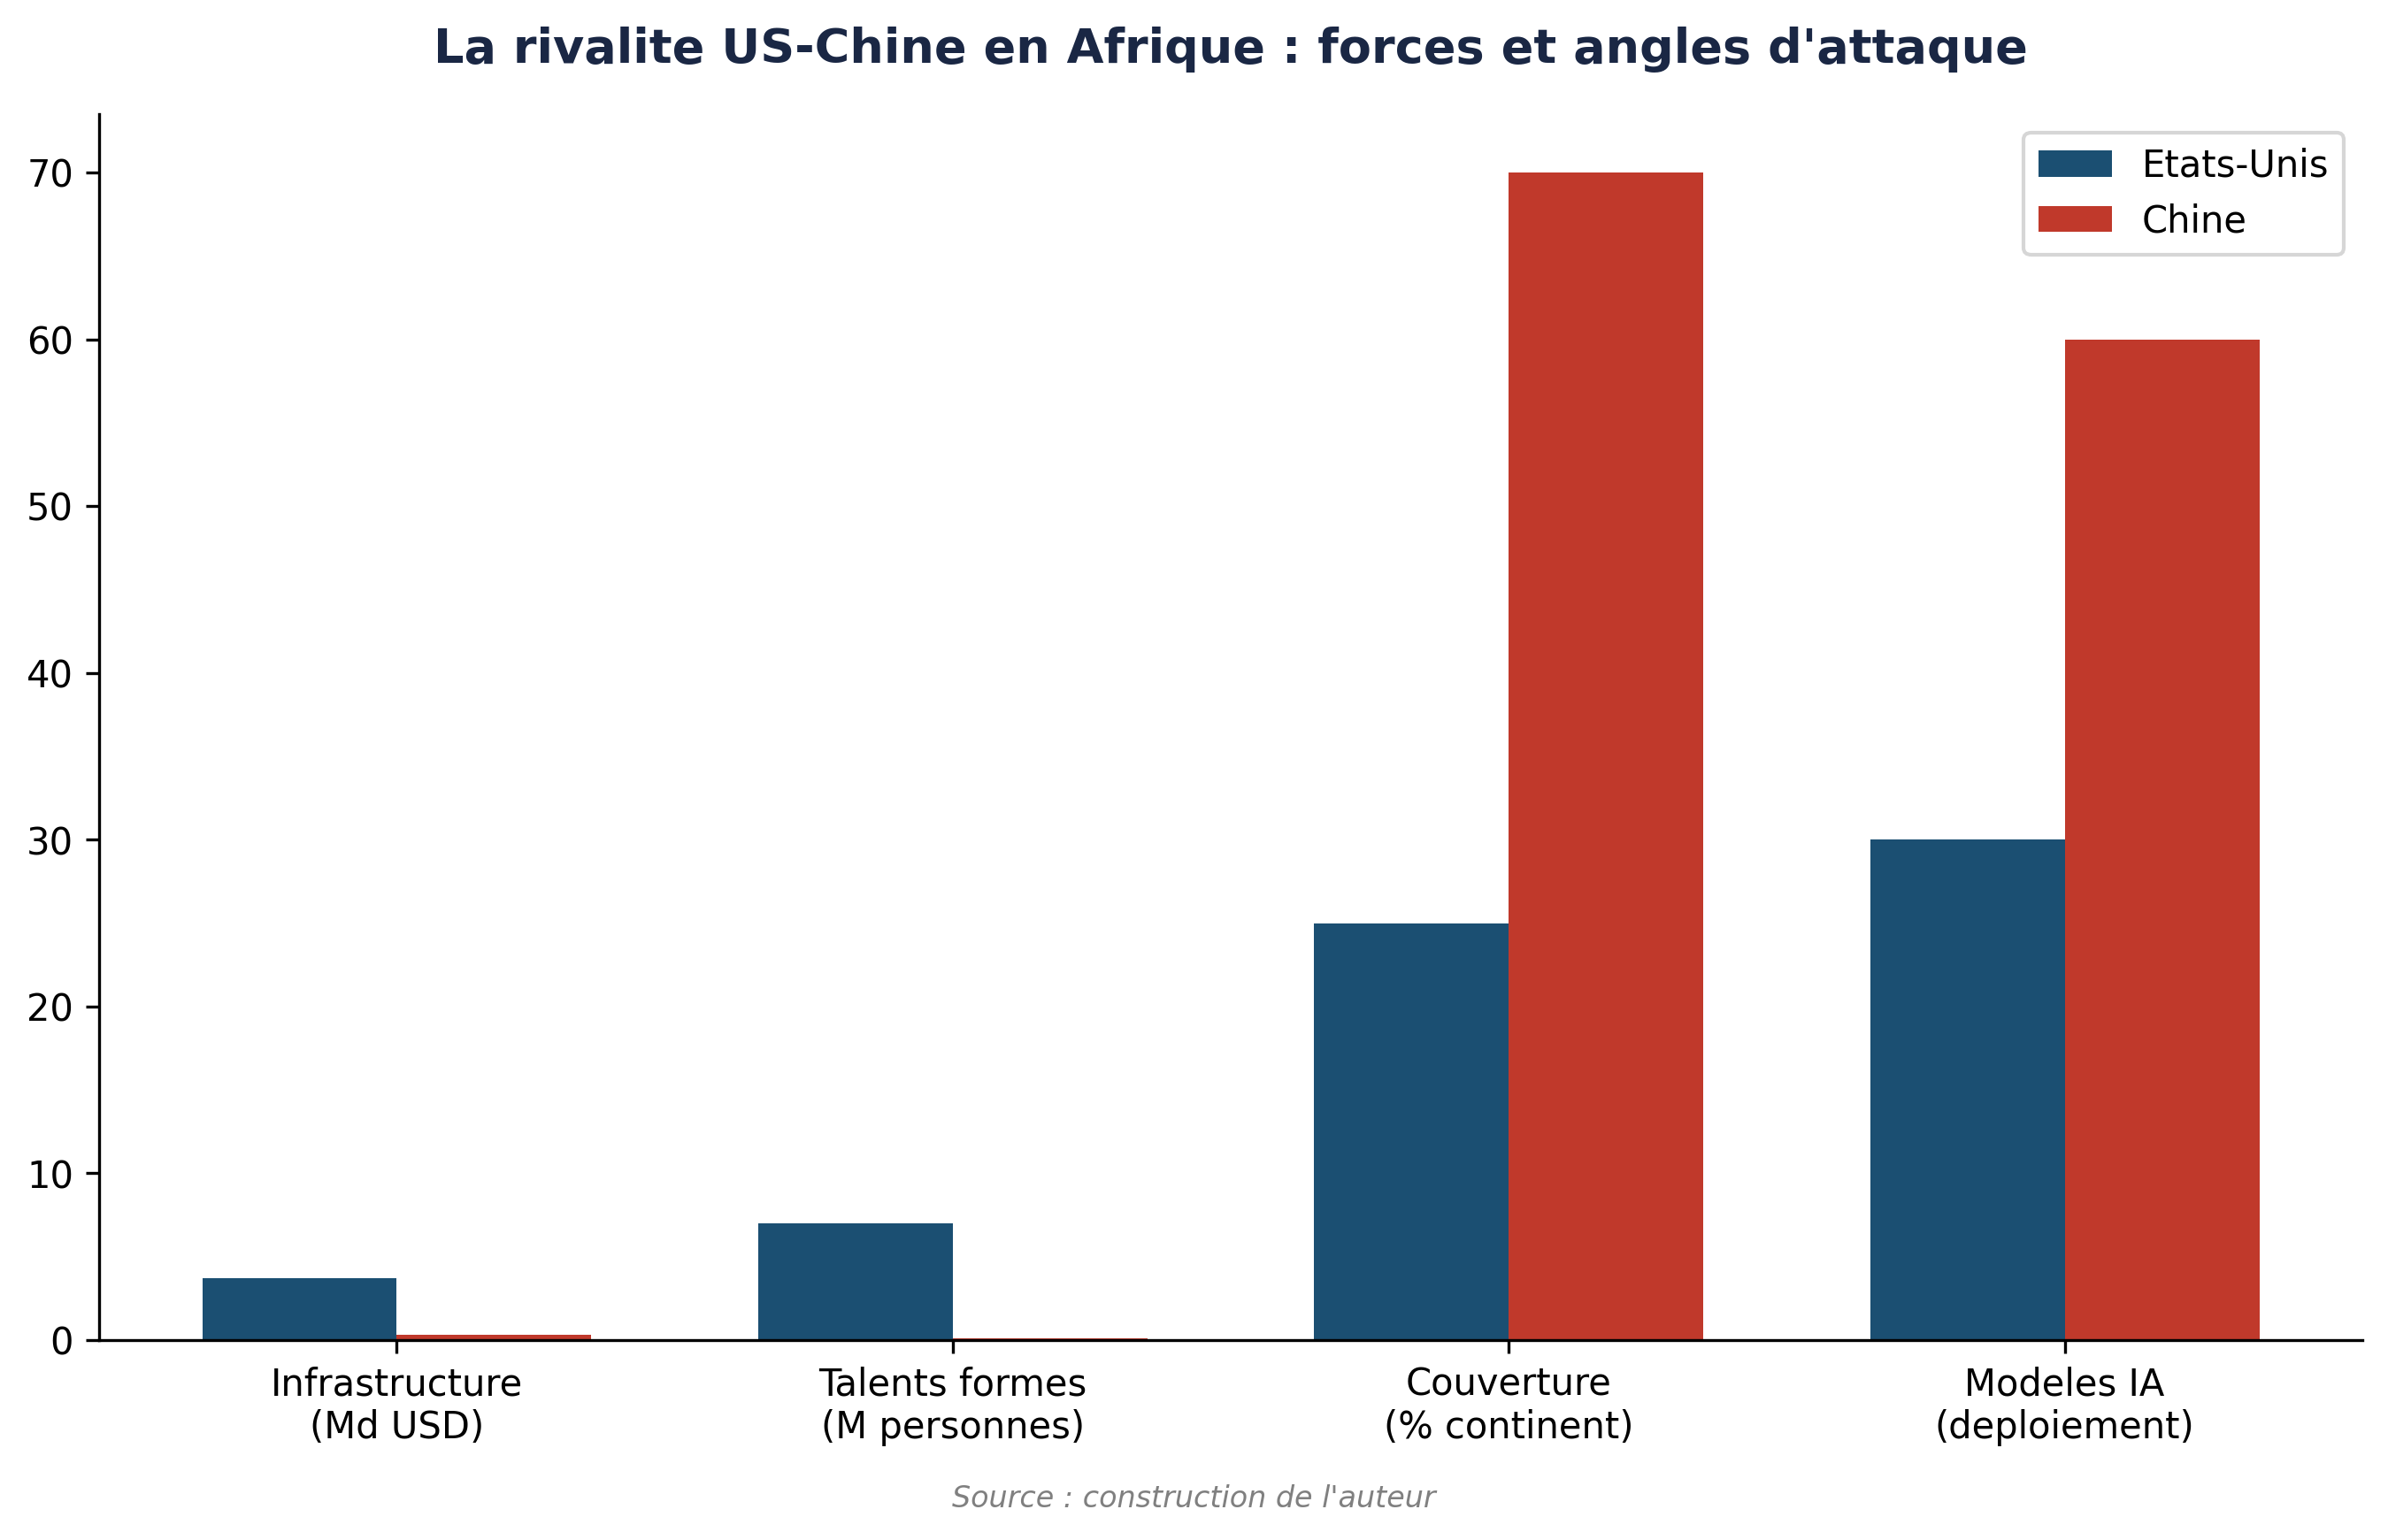 La rivalite US-Chine en Afrique : forces et angles d'attaque
Etats-Unis
Chine
70
60
50
40
30
20
10
0
Infrastructure
(Md USD)
Talents formes
(M personnes)
Couverture
(% continent)
Modeles IA
(deploiement)
Source : construction de l'auteur